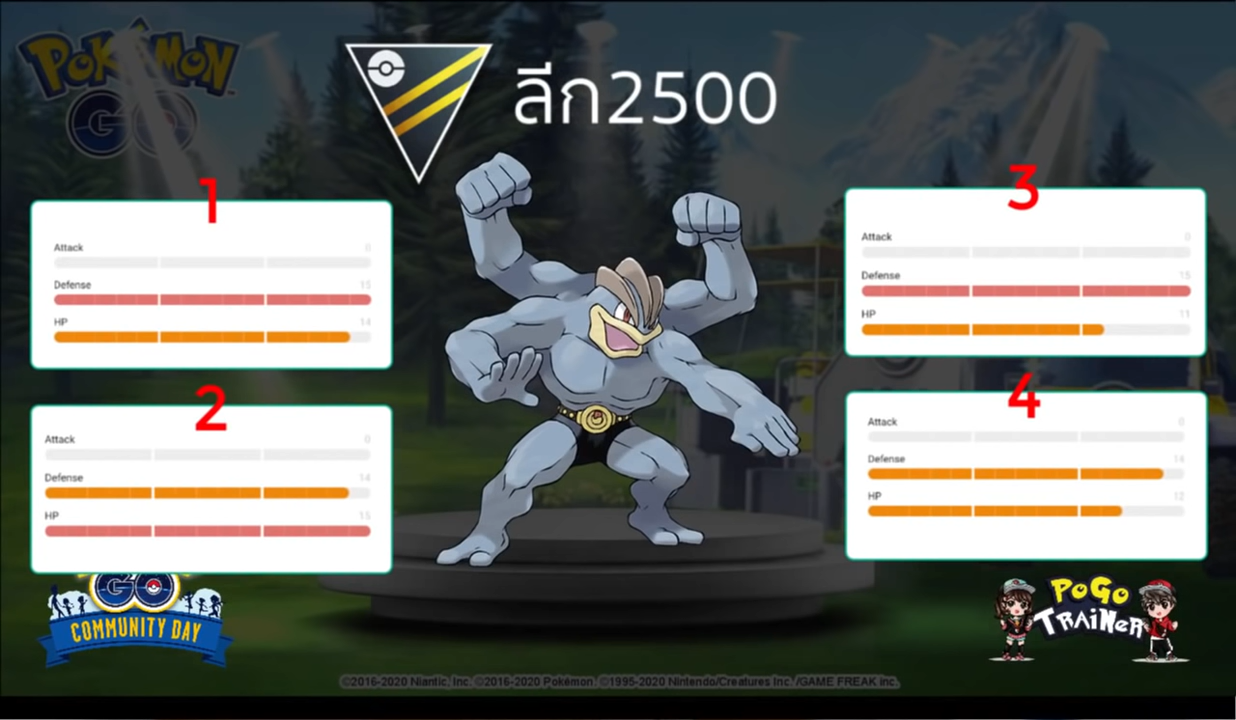 POKÉMON
GO
ลีก2500
1
Attack 0
Defense 15
HP 14
2
Attack 0
Defense 14
HP 15
3
Attack 0
Defense 15
HP 11
4
Attack 0
Defense 14
HP 12
GO
COMMUNITY DAY
POGO
TRAiNeR
©2016-2020 Niantic, Inc. ©2016-2020 Pokémon. ©1995-2020 Nintendo/Creatures Inc. /GAME FREAK inc.